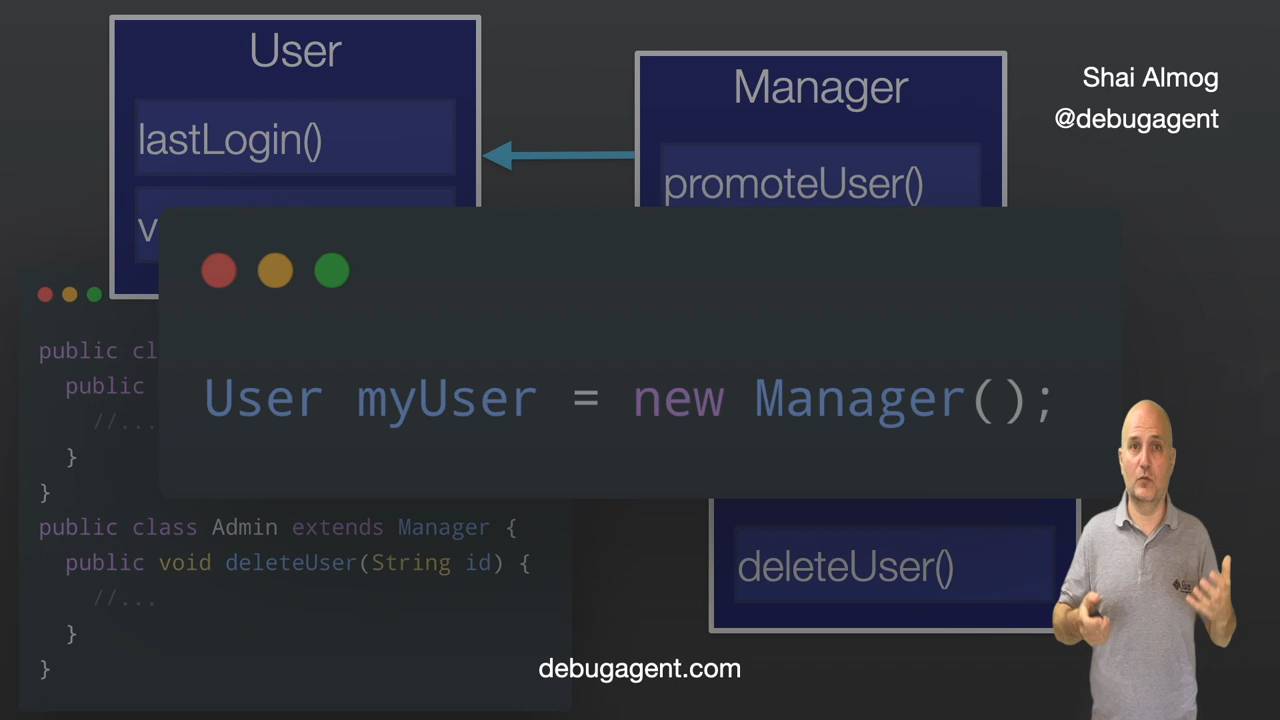 User
lastLogin()
v
Manager
promoteUser()
Shai Almog
@debugagent
User myUser = new Manager();
public cl
public
//...
}
}
public class Admin extends Manager {
public void deleteUser(String id) {
//...
}
}
deleteUser()
debugagent.com
Sun